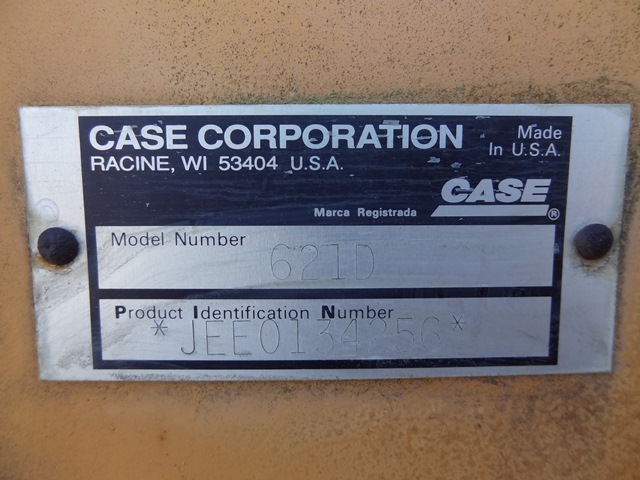 CASE CORPORATION
RACINE, WI 53404 U.S.A.
Made
In U.S.A.
CASE
Marca Registrada ®
Model Number
621D
Product Identification Number
*JEE0134256*